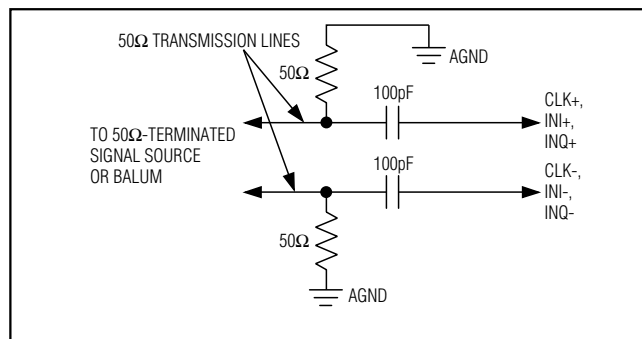 50Ω TRANSMISSION LINES
50Ω
AGND
100pF
CLK+,
INI+,
INQ+
TO 50Ω-TERMINATED
SIGNAL SOURCE
OR BALUM
100pF
CLK-,
INI-,
INQ-
50Ω
AGND